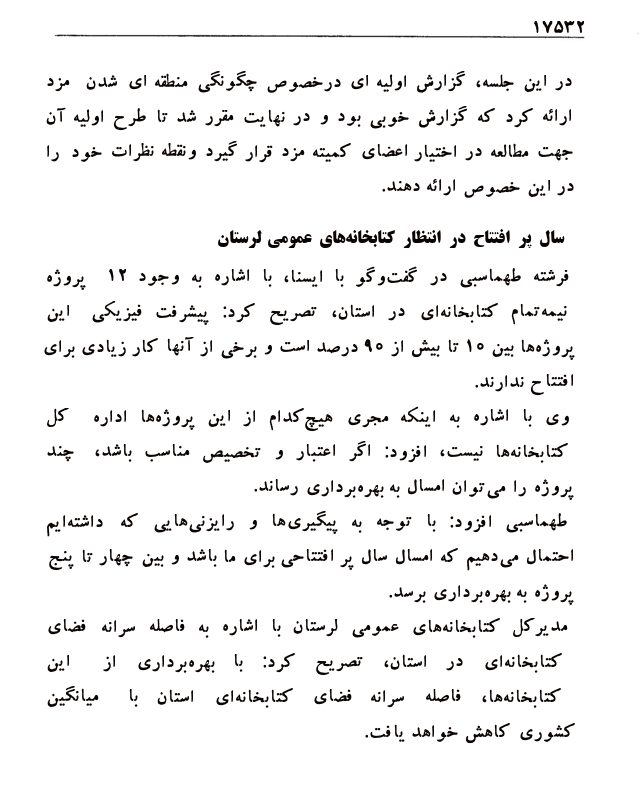 ۱۷۵۳۲
در این جلسه، گزارش اولیه ای درخصوص چگونگی منطقه ای شدن مزد
ارائه کرد که گزارش خوبی بود و در نهایت مقرر شد تا طرح اولیه آن
جهت مطالعه در اختیار اعضای کمیته مزد قرار گیرد ونقطه نظرات خود را
در این خصوص ارائه دهند.
سال پر افتتاح در انتظار کتابخانه‌های عمومی لرستان
فرشته طهماسبی در گفت‌وگو با ایسنا، با اشاره به وجود ۱۲ پروژه
نیمه‌تمام کتابخانه‌ای در استان، تصریح کرد: پیشرفت فیزیکی این
پروژه‌ها بین ۱۰ تا بیش از ۹۰ درصد است و برخی از آنها کار زیادی برای
افتتاح ندارند.
وی با اشاره به اینکه مجری هیچ‌کدام از این پروژه‌ها اداره کل
کتابخانه‌ها نیست، افزود: اگر اعتبار و تخصیص مناسب باشد، چند
پروژه را می‌توان امسال به بهره‌برداری رساند.
طهماسبی افزود: با توجه به پیگیری‌ها و رایزنی‌هایی که داشته‌ایم
احتمال می‌دهیم که امسال سال پر افتتاحی برای ما باشد و بین چهار تا پنج
پروژه به بهره‌برداری برسد.
مدیرکل کتابخانه‌های عمومی لرستان با اشاره به فاصله سرانه فضای
کتابخانه‌ای در استان، تصریح کرد: با بهره‌برداری از این
کتابخانه‌ها، فاصله سرانه فضای کتابخانه‌ای استان با میانگین
کشوری کاهش خواهد یافت.